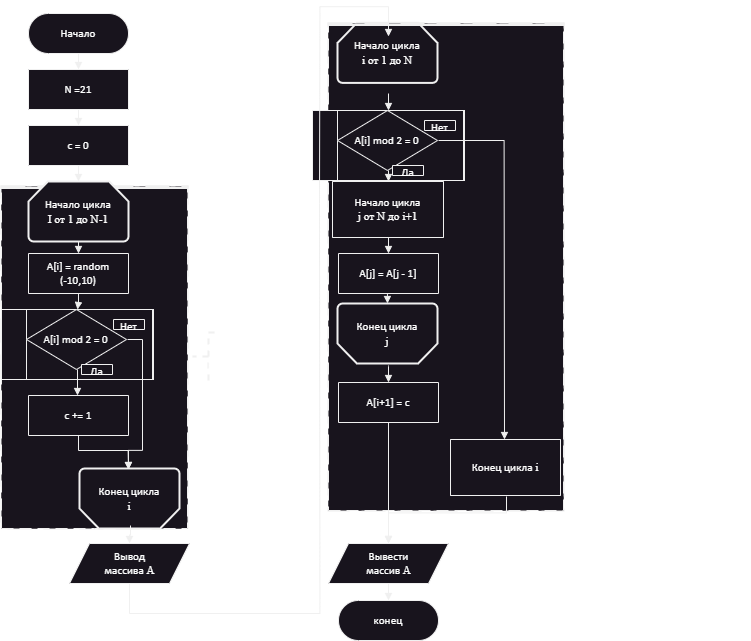 Начало
N =21
c = 0
Начало цикла
I от 1 до N-1
A[i] = random
(-10,10)
A[i] mod 2 = 0
Нет
Да
c += 1
Конец цикла
i
Вывод
массива A
Начало цикла
i от 1 до N
A[i] mod 2 = 0
Нет
Да
Начало цикла
j от N до i+1
A[j] = A[j - 1]
Конец цикла
j
A[i+1] = c
Конец цикла i
Вывести
массив A
конец